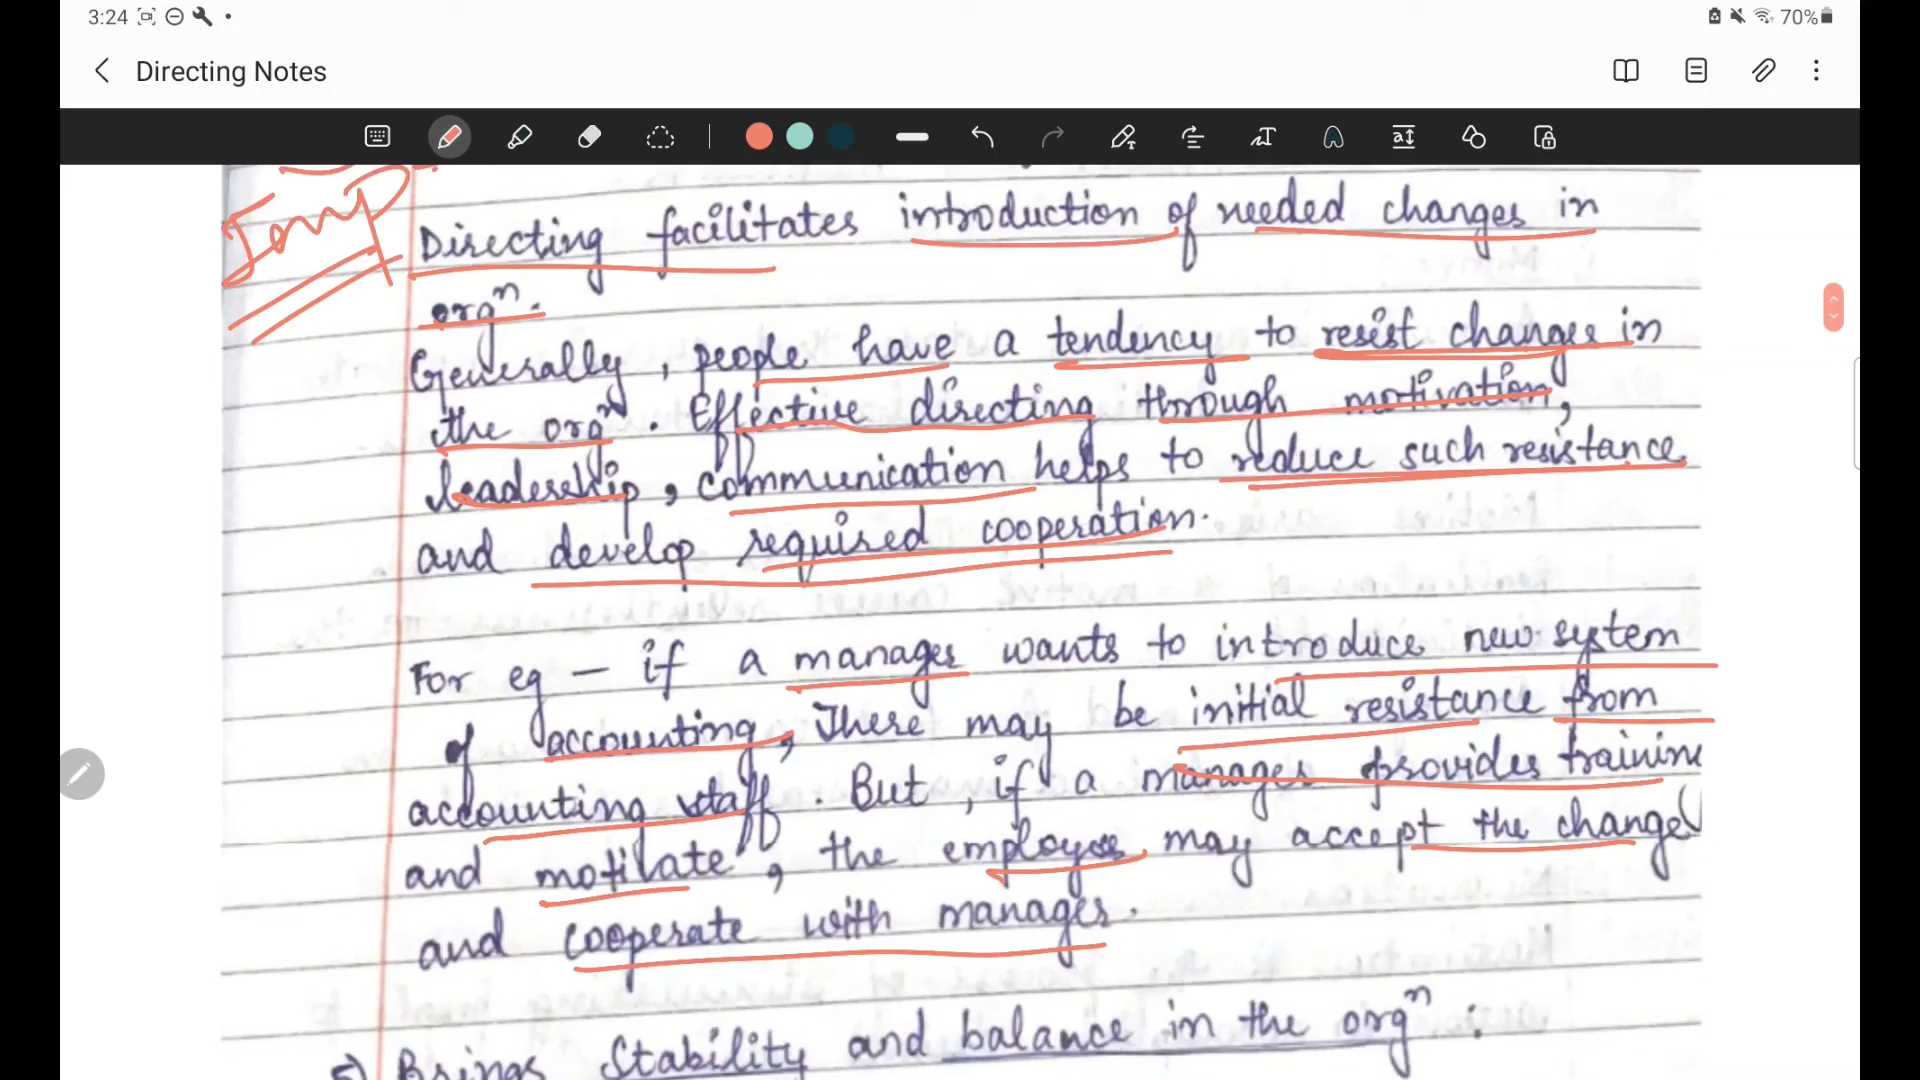 3:24
70%
Directing Notes
Imp
Directing facilitates introduction of needed changes in
orgⁿ.
Generally, people have a tendency to resist changes in
the orgⁿ. Effective directing through motivation,
leadership, communication helps to reduce such resistance
and develop required cooperation.
For eg — if a manager wants to introduce new system
of accounting, There may be initial resistance from
accounting staff. But, if a manager provides training
and motivate, the employees may accept the change
and cooperate with manager.
5) Brings Stability and balance in the orgⁿ :